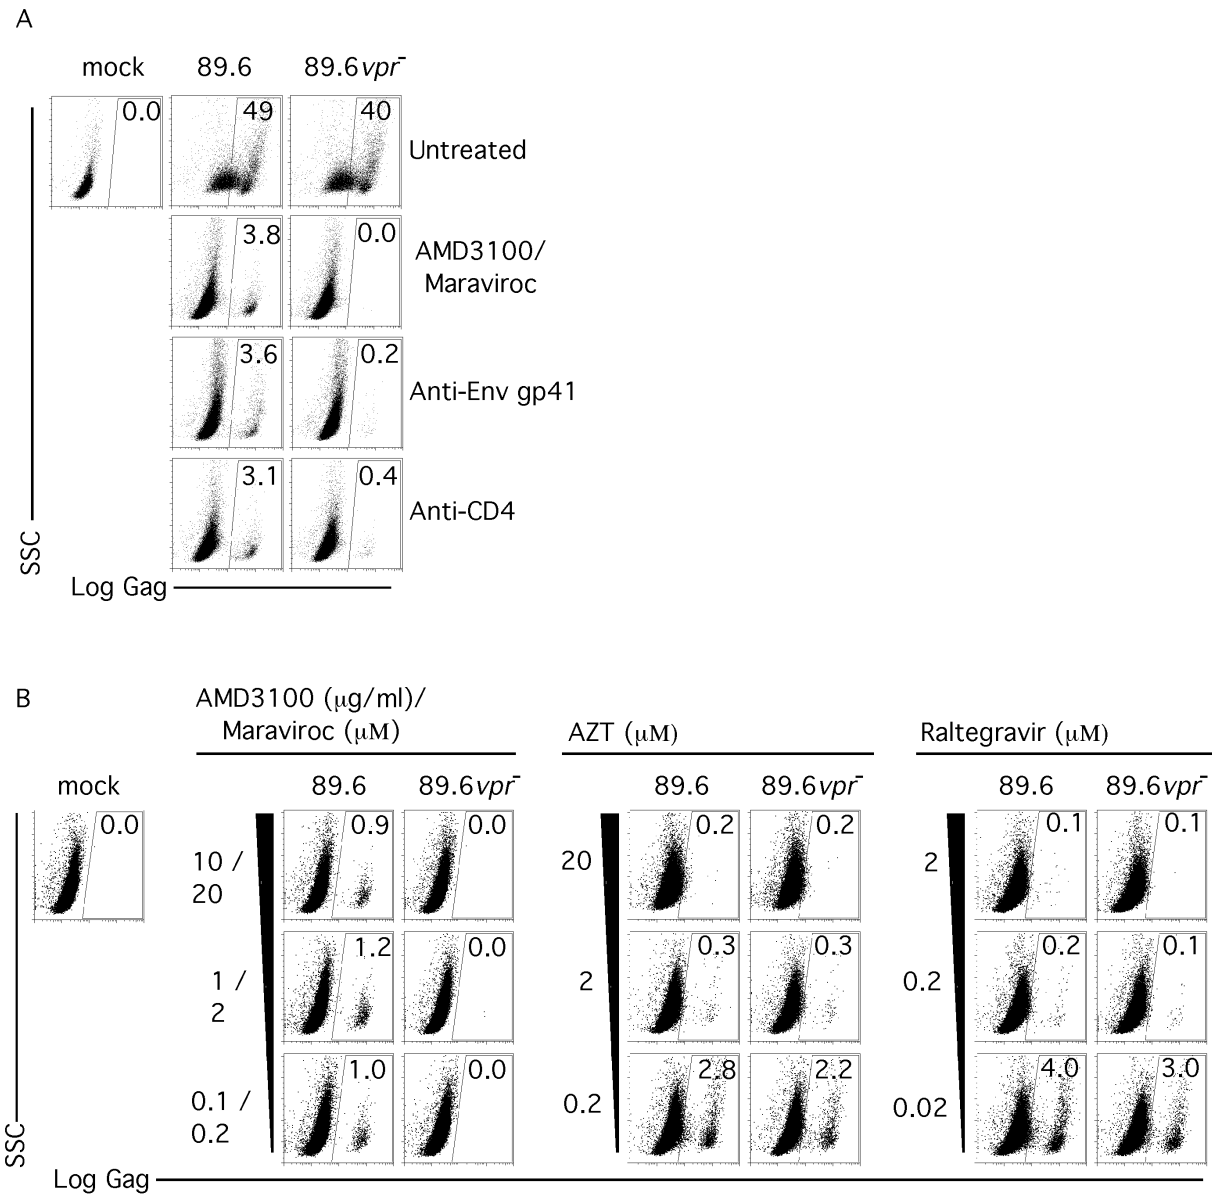 A
mock 89.6 89.6vpr-
0.0 49 40 Untreated
3.8 0.0 AMD3100/
Maraviroc
3.6 0.2 Anti-Env gp41
3.1 0.4 Anti-CD4
SSC
Log Gag
B
AMD3100 (μg/ml)/
Maraviroc (μM)
AZT (μM)
Raltegravir (μM)
mock 89.6 89.6vpr- 89.6 89.6vpr- 89.6 89.6vpr-
0.0
10 /
20
0.9 0.0
20
0.2 0.2
2
0.1 0.1
1 /
2
1.2 0.0
2
0.3 0.3
0.2
0.2 0.1
0.1 /
0.2
1.0 0.0
0.2
2.8 2.2
0.02
4.0 3.0
SSC
Log Gag